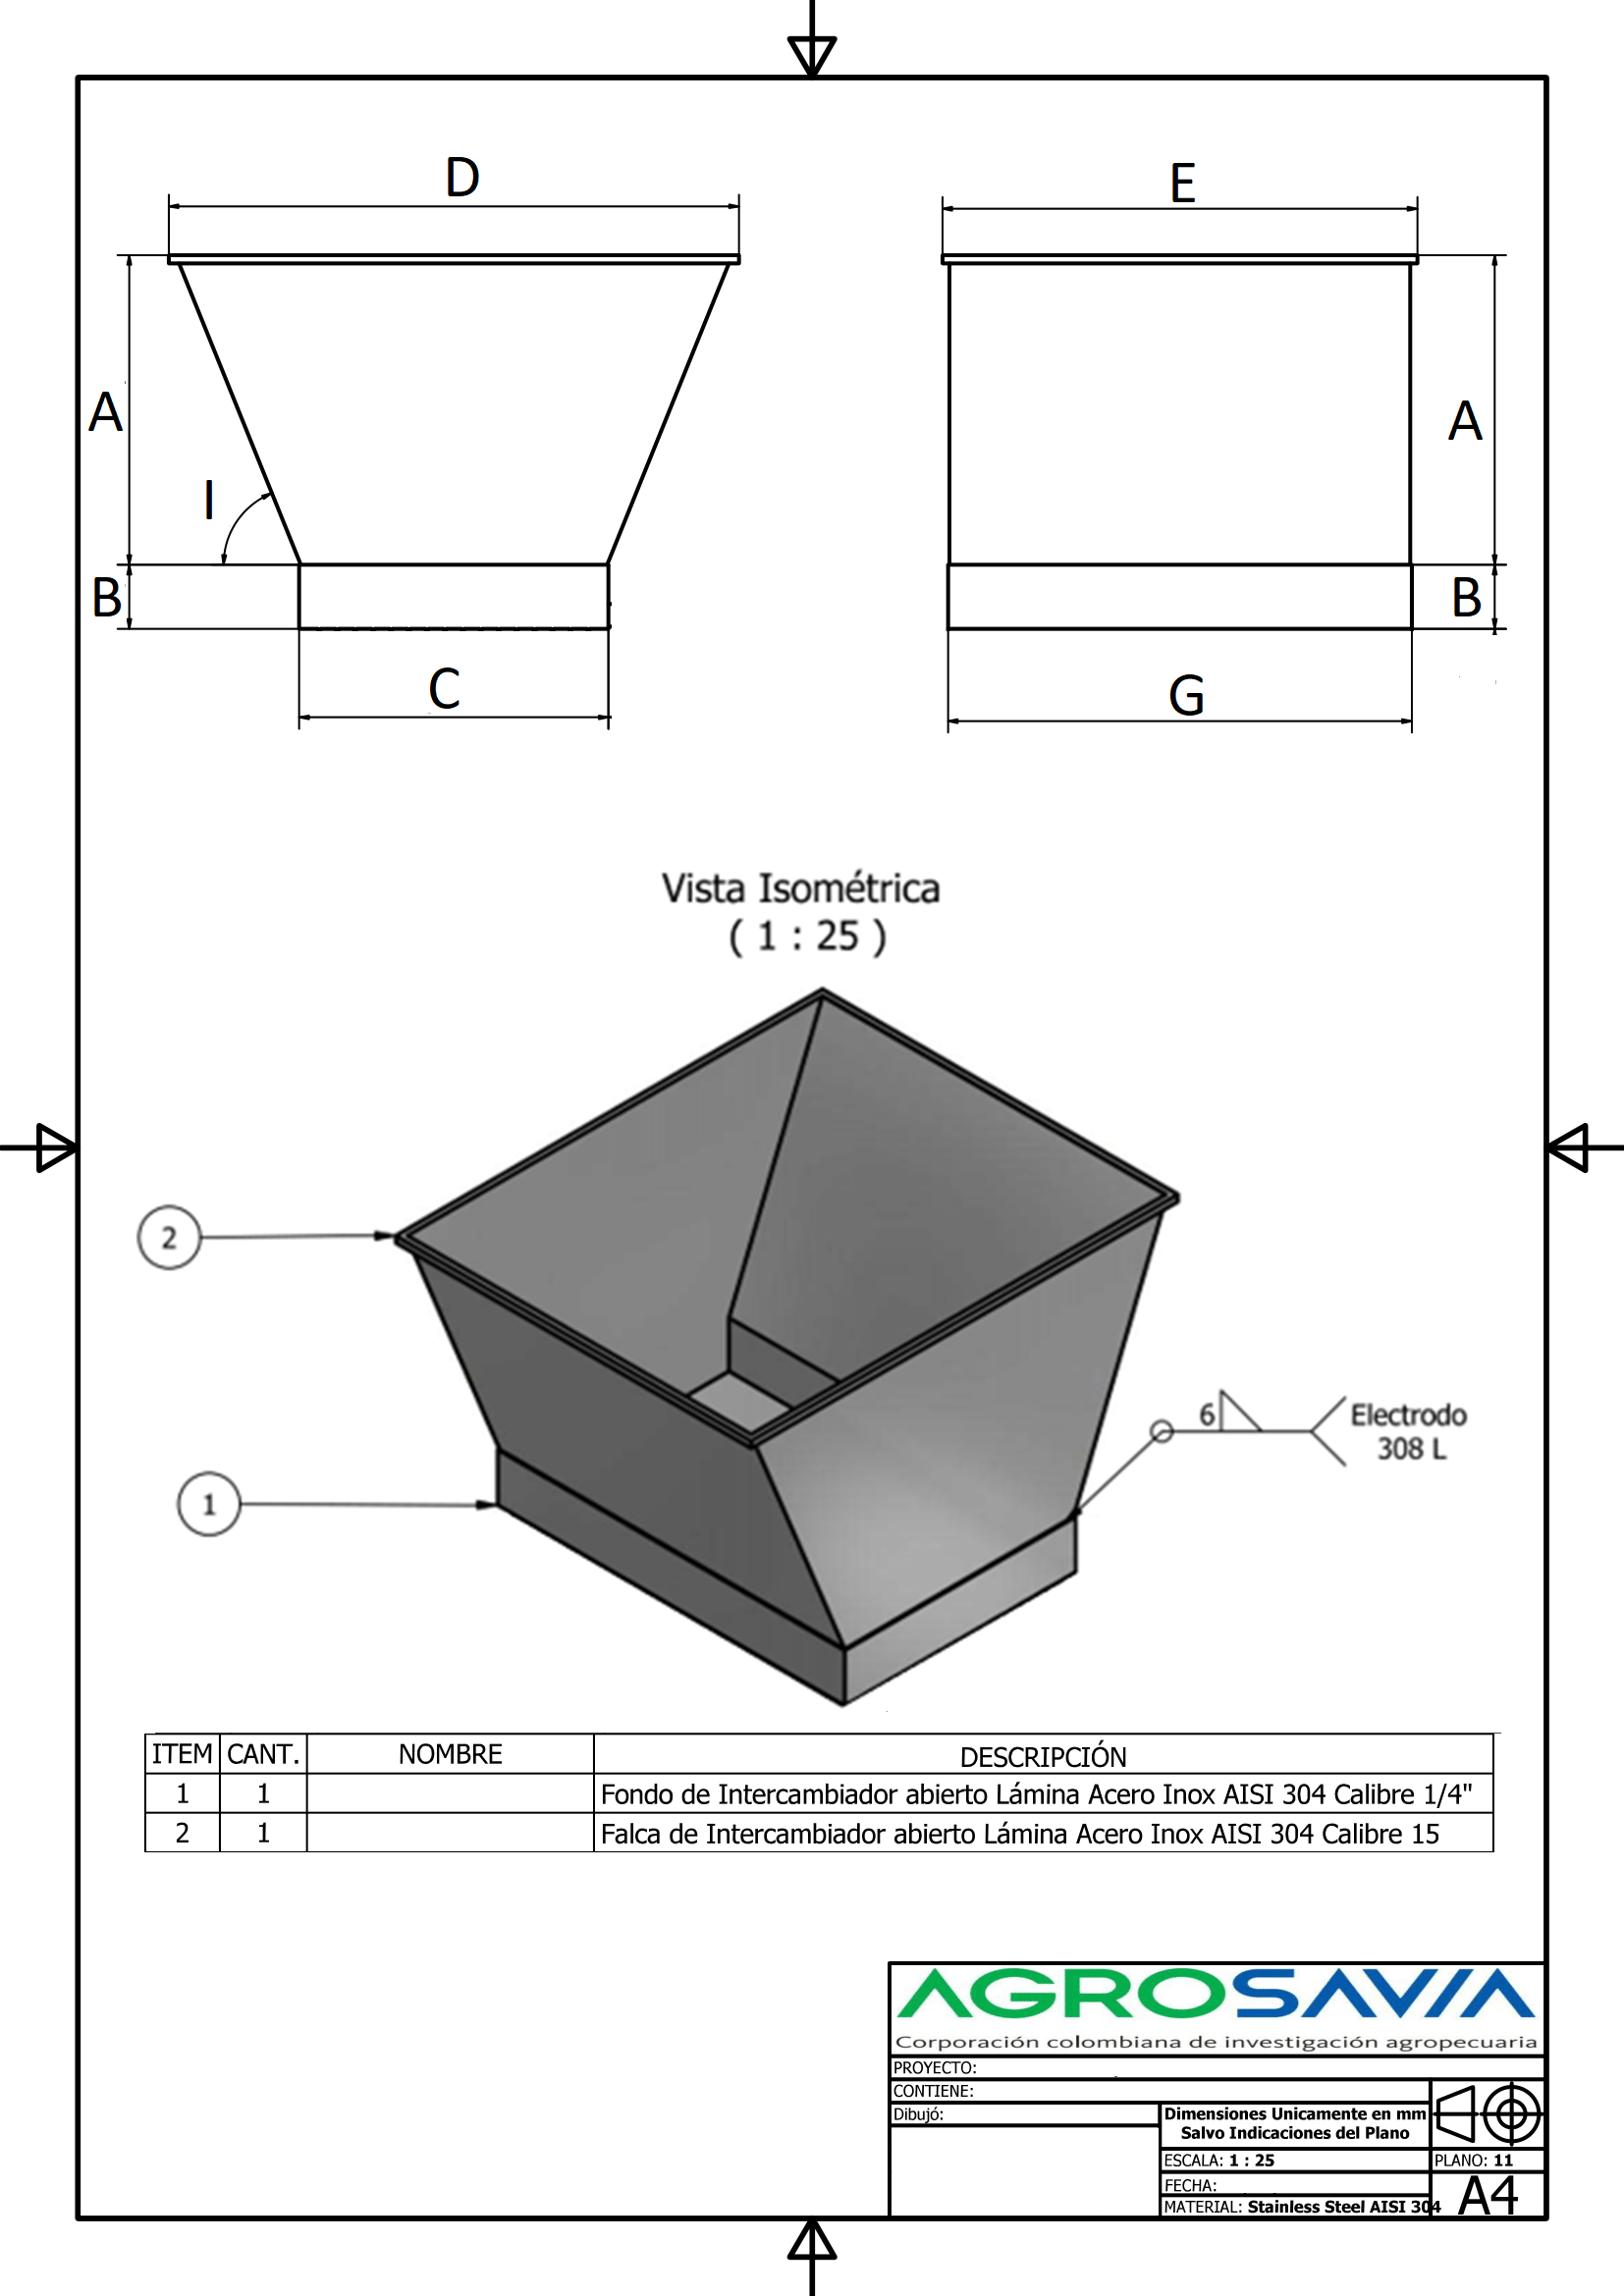 D
E
A
A
I
B
B
C
G
Vista Isométrica
( 1 : 25 )
2
1
6
Electrodo
308 L
ITEM CANT. NOMBRE DESCRIPCIÓN
1 1 Fondo de Intercambiador abierto Lámina Acero Inox AISI 304 Calibre 1/4"
2 1 Falca de Intercambiador abierto Lámina Acero Inox AISI 304 Calibre 15
AGROSAVIA
Corporación colombiana de investigación agropecuaria
PROYECTO:
CONTIENE:
Dibujó:
Dimensiones Unicamente en mm
Salvo Indicaciones del Plano
ESCALA: 1 : 25
PLANO: 11
FECHA:
MATERIAL: Stainless Steel AISI 304
A4